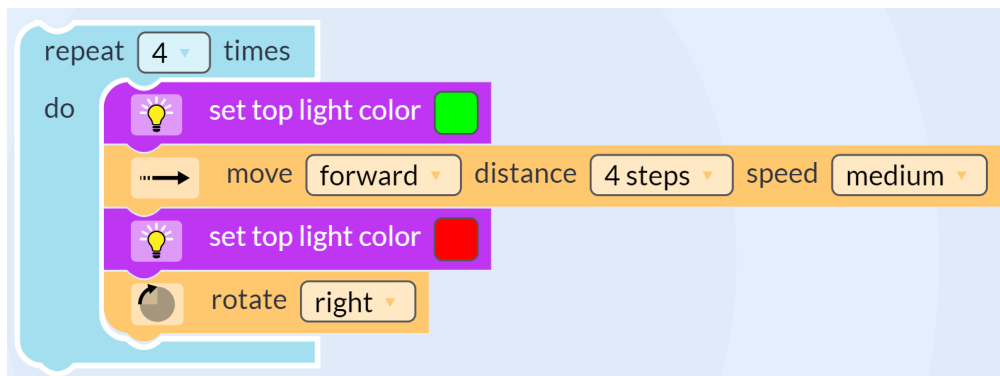 repeat 4 times
do
set top light color
move forward distance 4 steps speed medium
set top light color
rotate right